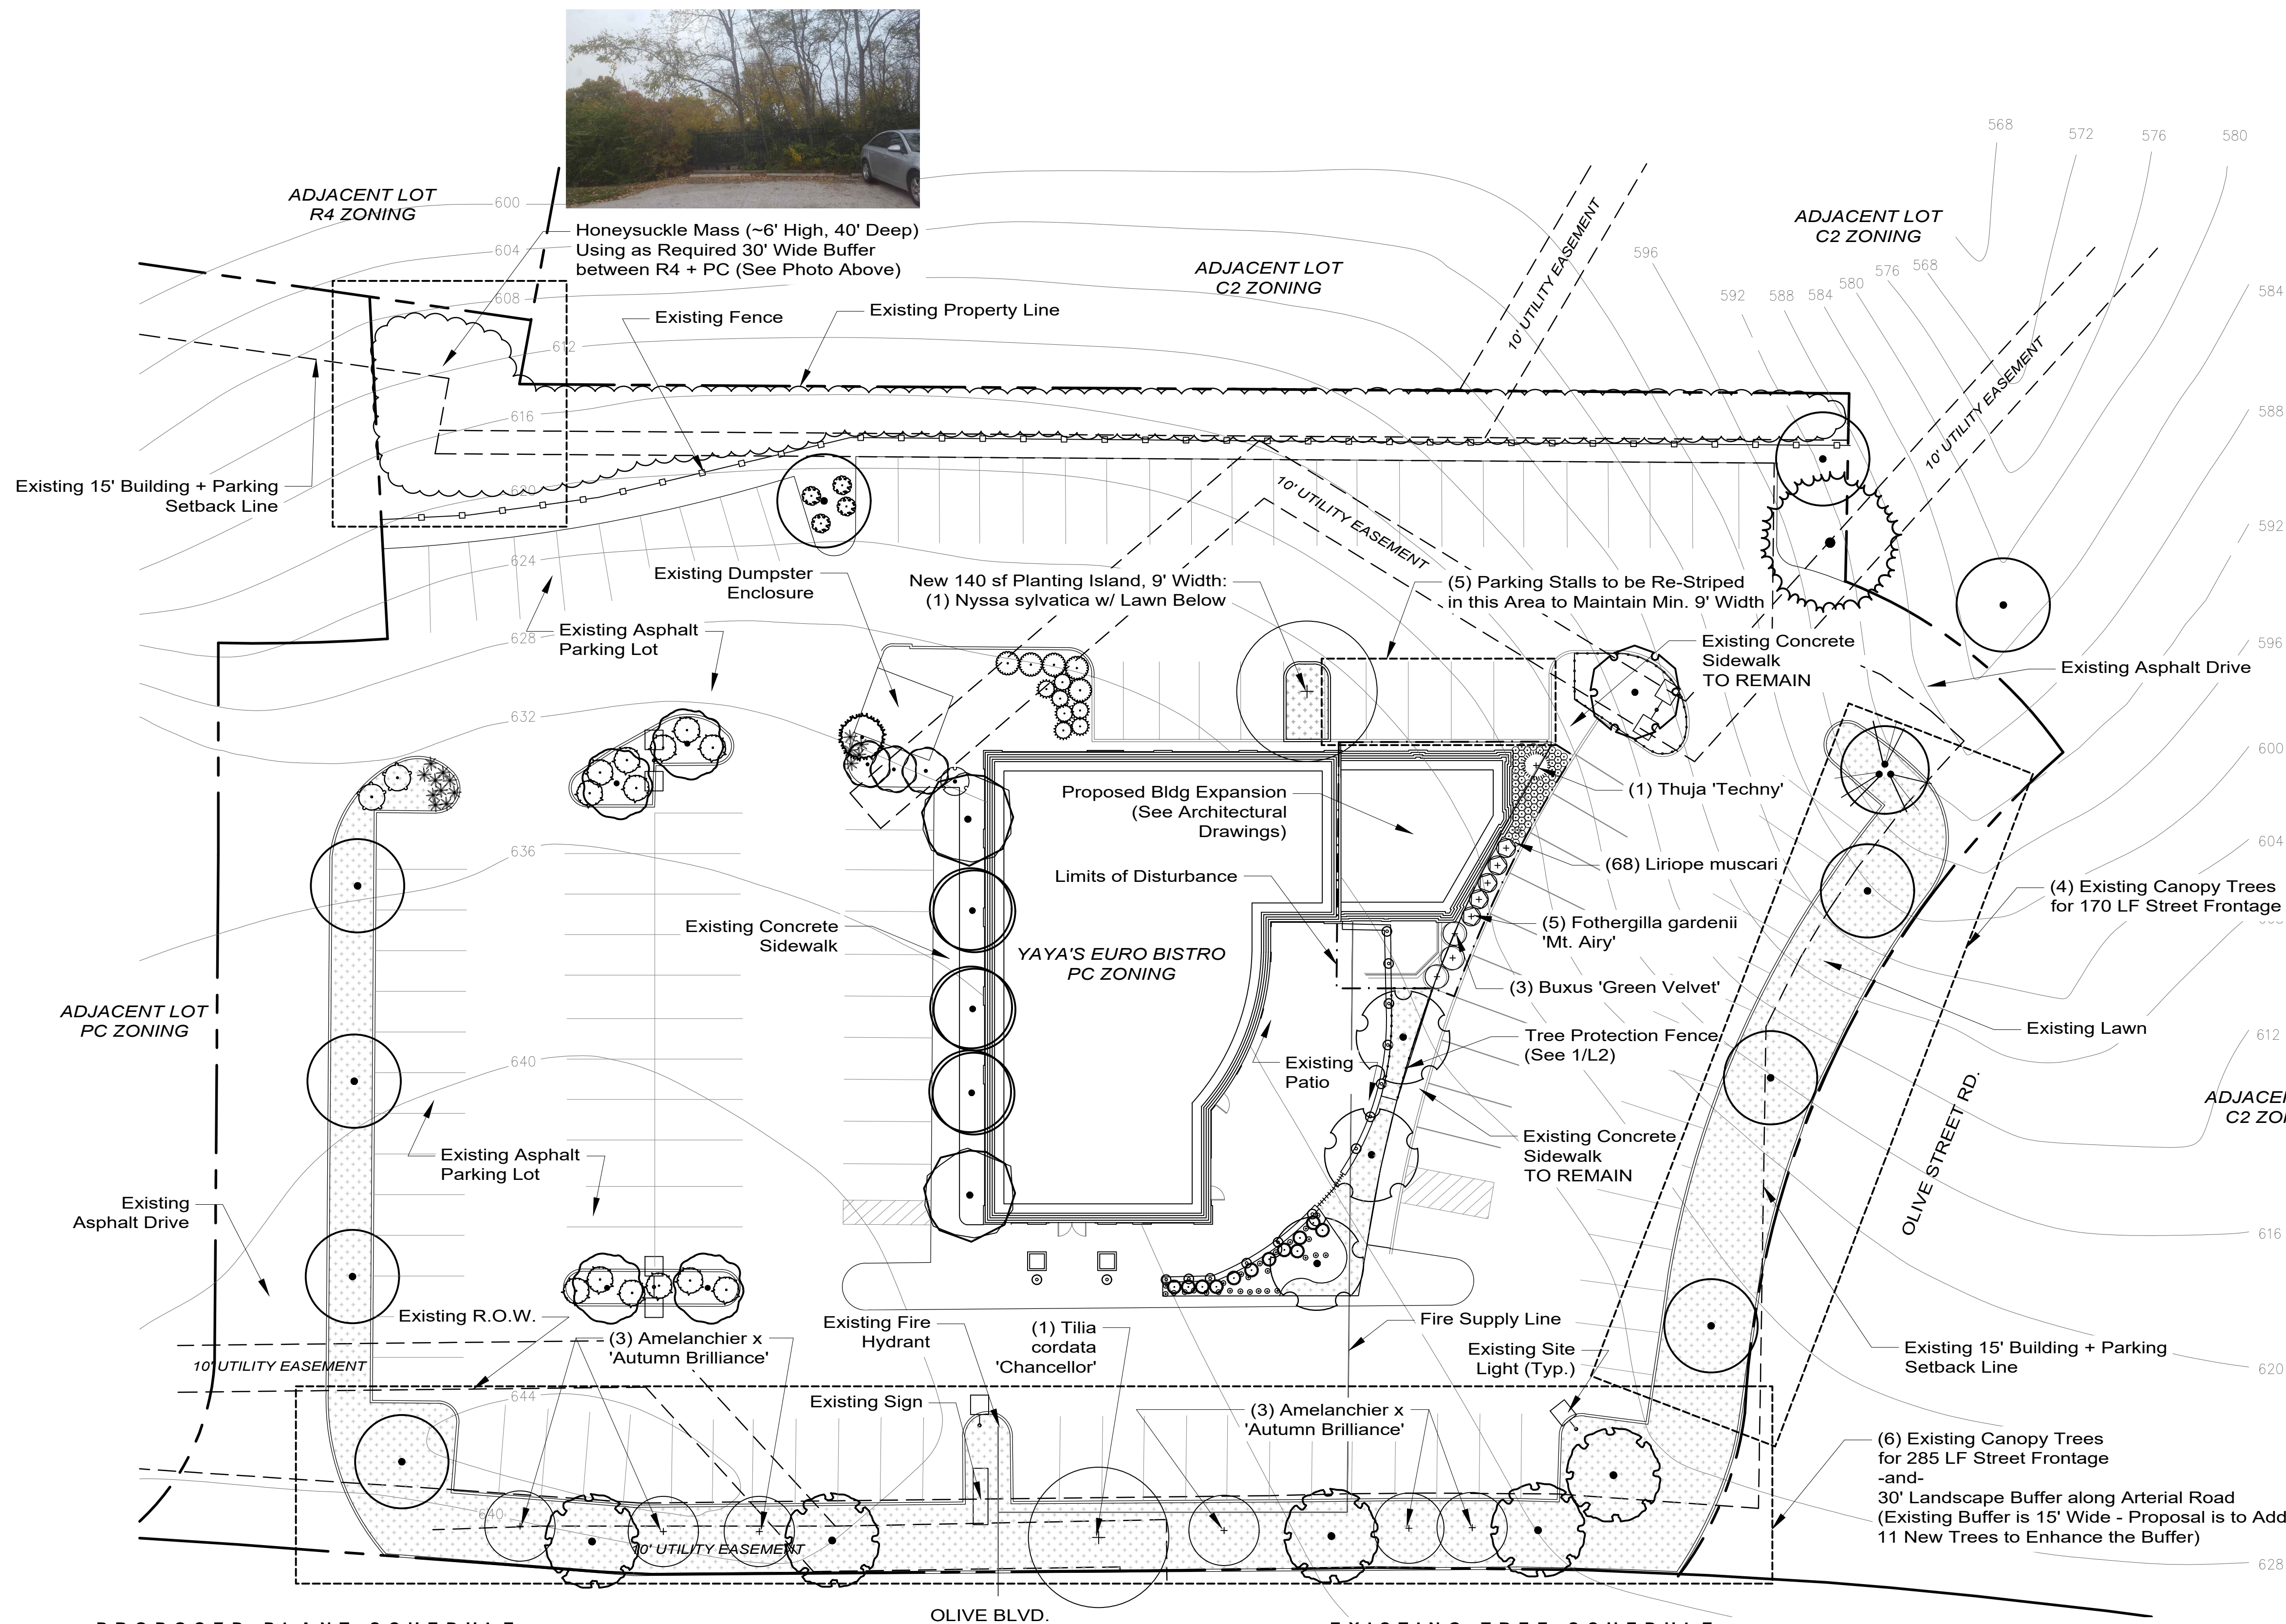 ADJACENT LOT
R4 ZONING
Honeysuckle Mass (~6' High, 40' Deep)
Using as Required 30' Wide Buffer
between R4 + PC (See Photo Above)
ADJACENT LOT
C2 ZONING
10' UTILITY EASEMENT
ADJACENT LOT
C2 ZONING
568
572
576
580
600
604
608
612
616
620
624
628
632
636
640
644
640
596
592
588
584
580
576
568
584
588
592
596
600
604
612
616
620
628
Existing Fence
Existing Property Line
10' UTILITY EASEMENT
Existing 15' Building + Parking
Setback Line
10' UTILITY EASEMENT
Existing Dumpster
Enclosure
New 140 sf Planting Island, 9' Width:
(1) Nyssa sylvatica w/ Lawn Below
(5) Parking Stalls to be Re-Striped
in this Area to Maintain Min. 9' Width
Existing Asphalt
Parking Lot
Existing Concrete
Sidewalk
TO REMAIN
Existing Asphalt Drive
Proposed Bldg Expansion
(See Architectural
Drawings)
(1) Thuja 'Techny'
(68) Liriope muscari
Limits of Disturbance
(4) Existing Canopy Trees
for 170 LF Street Frontage
Existing Concrete
Sidewalk
(5) Fothergilla gardenii
'Mt. Airy'
YAYA'S EURO BISTRO
PC ZONING
(3) Buxus 'Green Velvet'
ADJACENT LOT
PC ZONING
Existing Lawn
Tree Protection Fence
(See 1/L2)
Existing
Patio
Existing Concrete
Sidewalk
TO REMAIN
OLIVE STREET RD.
Existing Asphalt
Parking Lot
Existing
Asphalt Drive
Existing R.O.W.
10' UTILITY EASEMENT
(3) Amelanchier x
'Autumn Brilliance'
Existing Fire
Hydrant
(1) Tilia
cordata
'Chancellor'
Fire Supply Line
Existing Site
Light (Typ.)
Existing 15' Building + Parking
Setback Line
Existing Sign
(3) Amelanchier x
'Autumn Brilliance'
(6) Existing Canopy Trees
for 285 LF Street Frontage
-and-
30' Landscape Buffer along Arterial Road
(Existing Buffer is 15' Wide - Proposal is to Add
11 New Trees to Enhance the Buffer)
10' UTILITY EASEMENT
OLIVE BLVD.